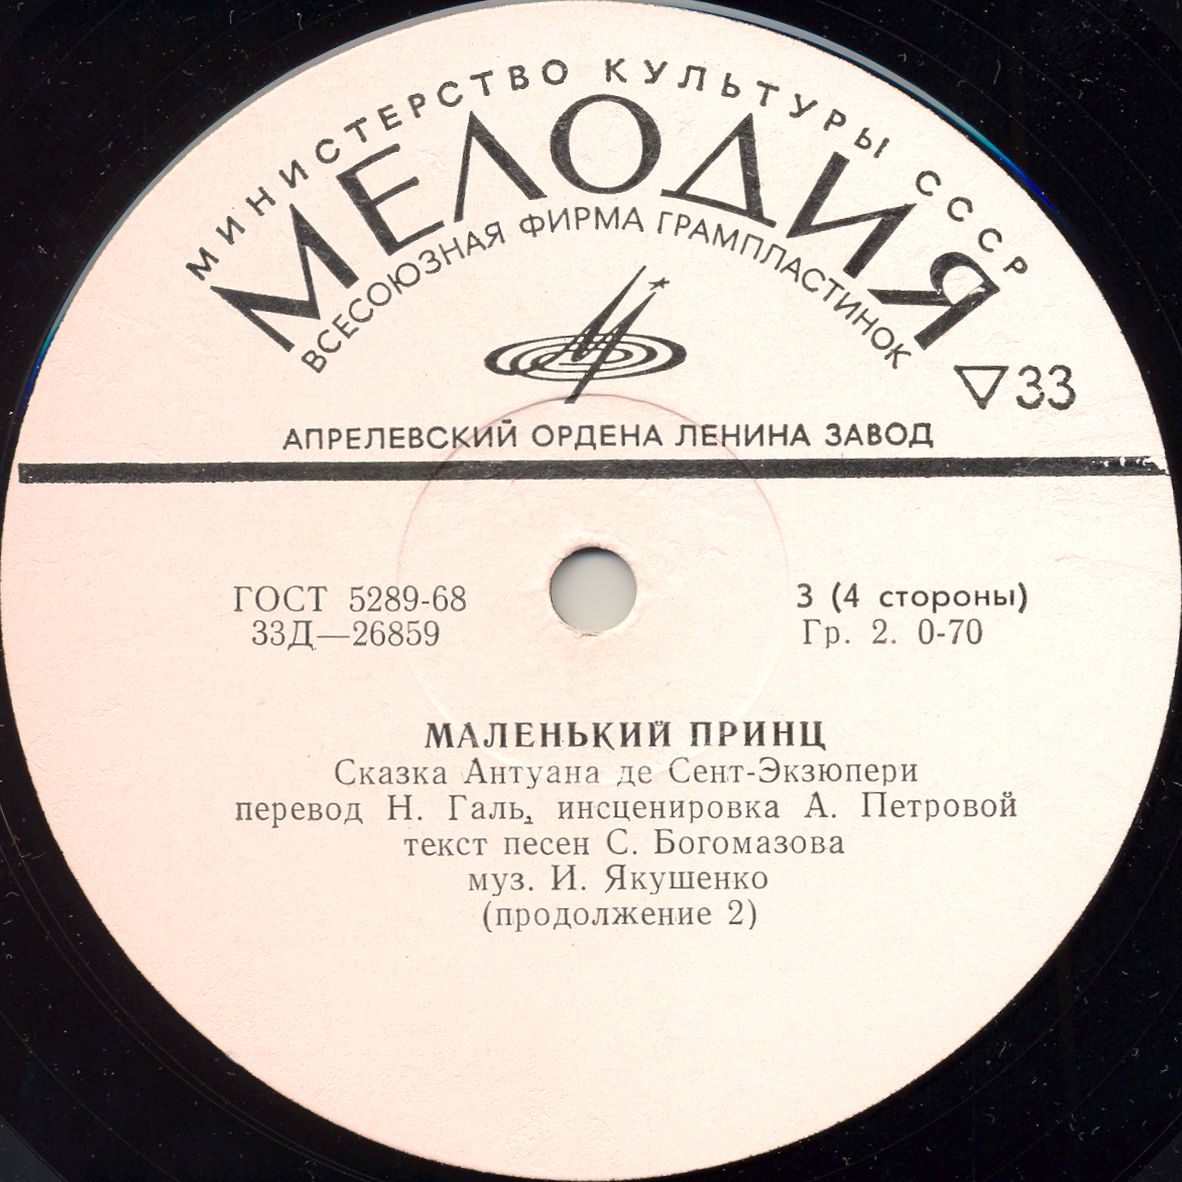 МИНИСТЕРСТВО КУЛЬТУРЫ СССР
МЕЛОДИЯ
ВСЕСОЮЗНАЯ ФИРМА ГРАМПЛАСТИНОК
▽33
АПРЕЛЕВСКИЙ ОРДЕНА ЛЕНИНА ЗАВОД
ГОСТ 5289-68
33Д—26859
3 (4 стороны)
Гр. 2. 0-70
МАЛЕНЬКИЙ ПРИНЦ
Сказка Антуана де Сент-Экзюпери
перевод Н. Галь, инсценировка А. Петровой
текст песен С. Богомазова
муз. И. Якушенко
(продолжение 2)